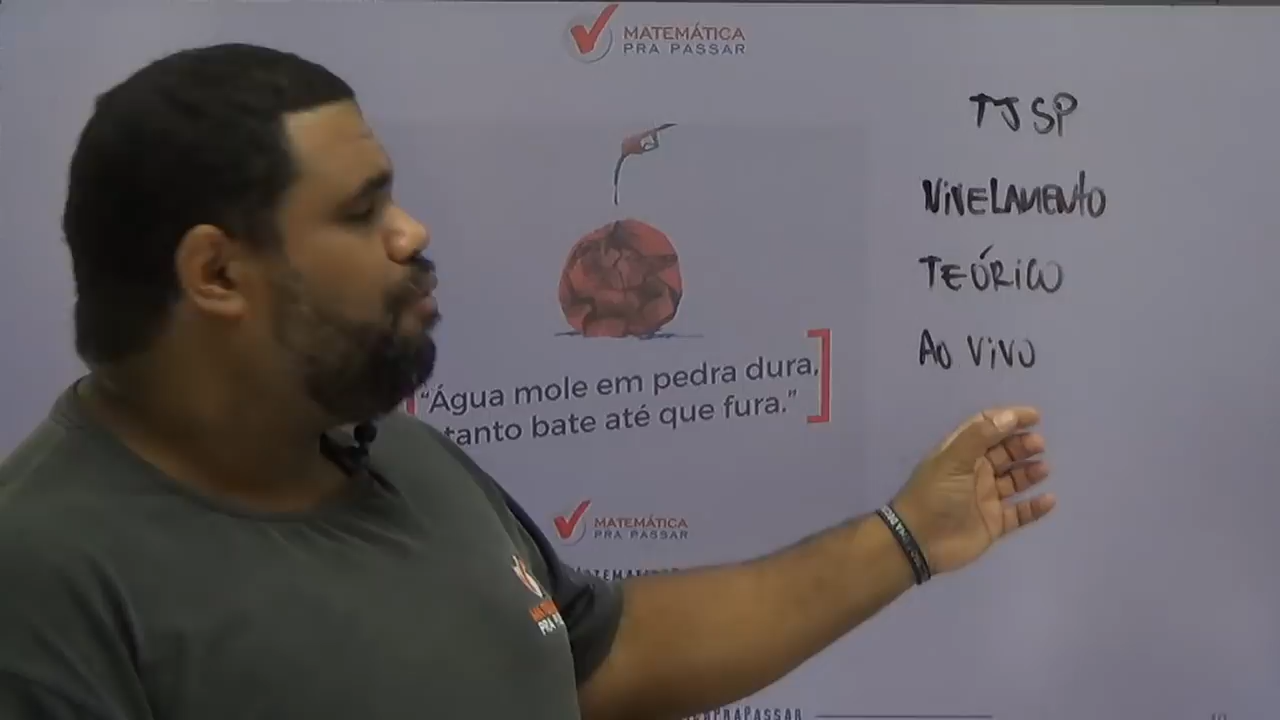 MATEMÁTICA
PRA PASSAR
TJ SP
NIVELAMENTO
TEÓRICO
AO VIVO
“Água mole em pedra dura,
tanto bate até que fura.”
MATEMÁTICA
PRA PASSAR
PRAPASSAR